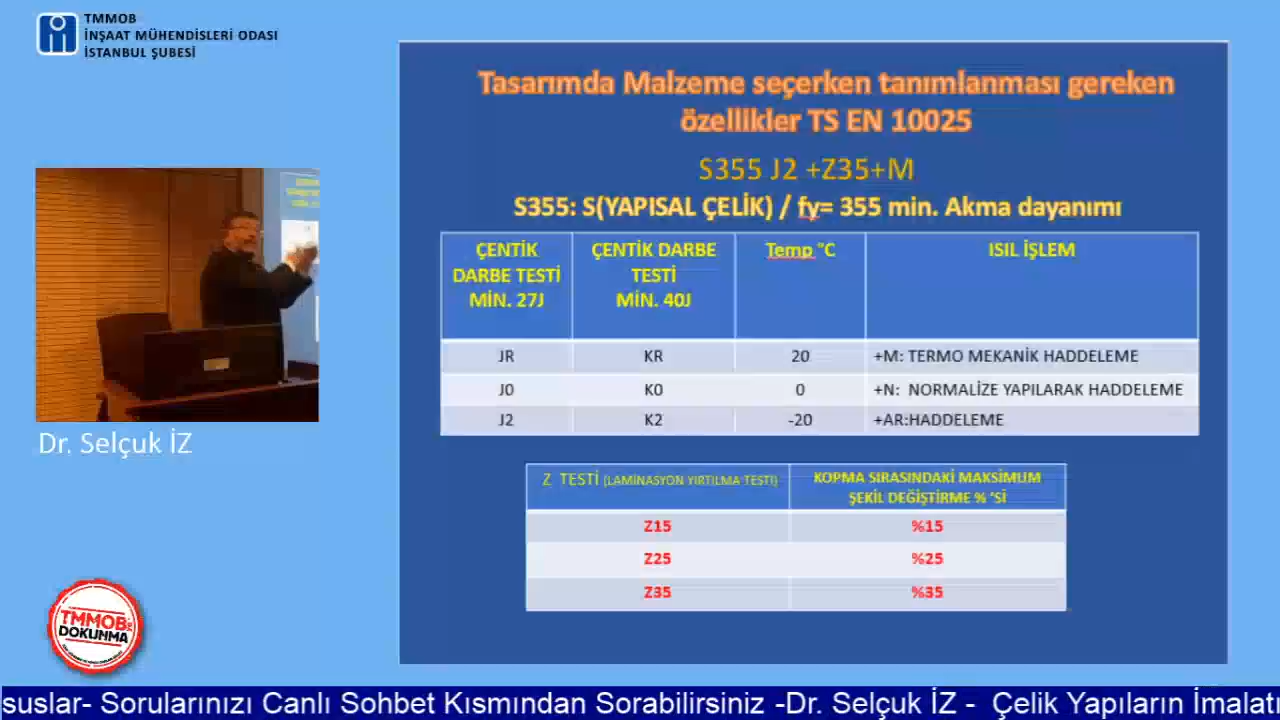 TMMOB
İNŞAAT MÜHENDİSLERİ ODASI
İSTANBUL ŞUBESİ
Tasarımda Malzeme seçerken tanımlanması gereken
özellikler TS EN 10025
S355 J2 +Z35+M
S355: S(YAPISAL ÇELİK) / fy= 355 min. Akma dayanımı
ÇENTİK
DARBE TESTİ
MİN. 27J
ÇENTİK DARBE
TESTİ
MİN. 40J
Temp °C
ISIL İŞLEM
JR KR 20 +M: TERMO MEKANİK HADDELEME
J0 K0 0 +N: NORMALİZE YAPILARAK HADDELEME
J2 K2 -20 +AR:HADDELEME
Z TESTİ (LAMİNASYON YIRTILMA TESTİ)
KOPMA SIRASINDAKİ MAKSİMUM
ŞEKİL DEĞİŞTİRME % 'Sİ
Z15 %15
Z25 %25
Z35 %35
Dr. Selçuk İZ
TMMOB
DOKUNMA
suslar- Sorularınızı Canlı Sohbet Kısmından Sorabilirsiniz -Dr. Selçuk İZ - Çelik Yapıların İmalatı